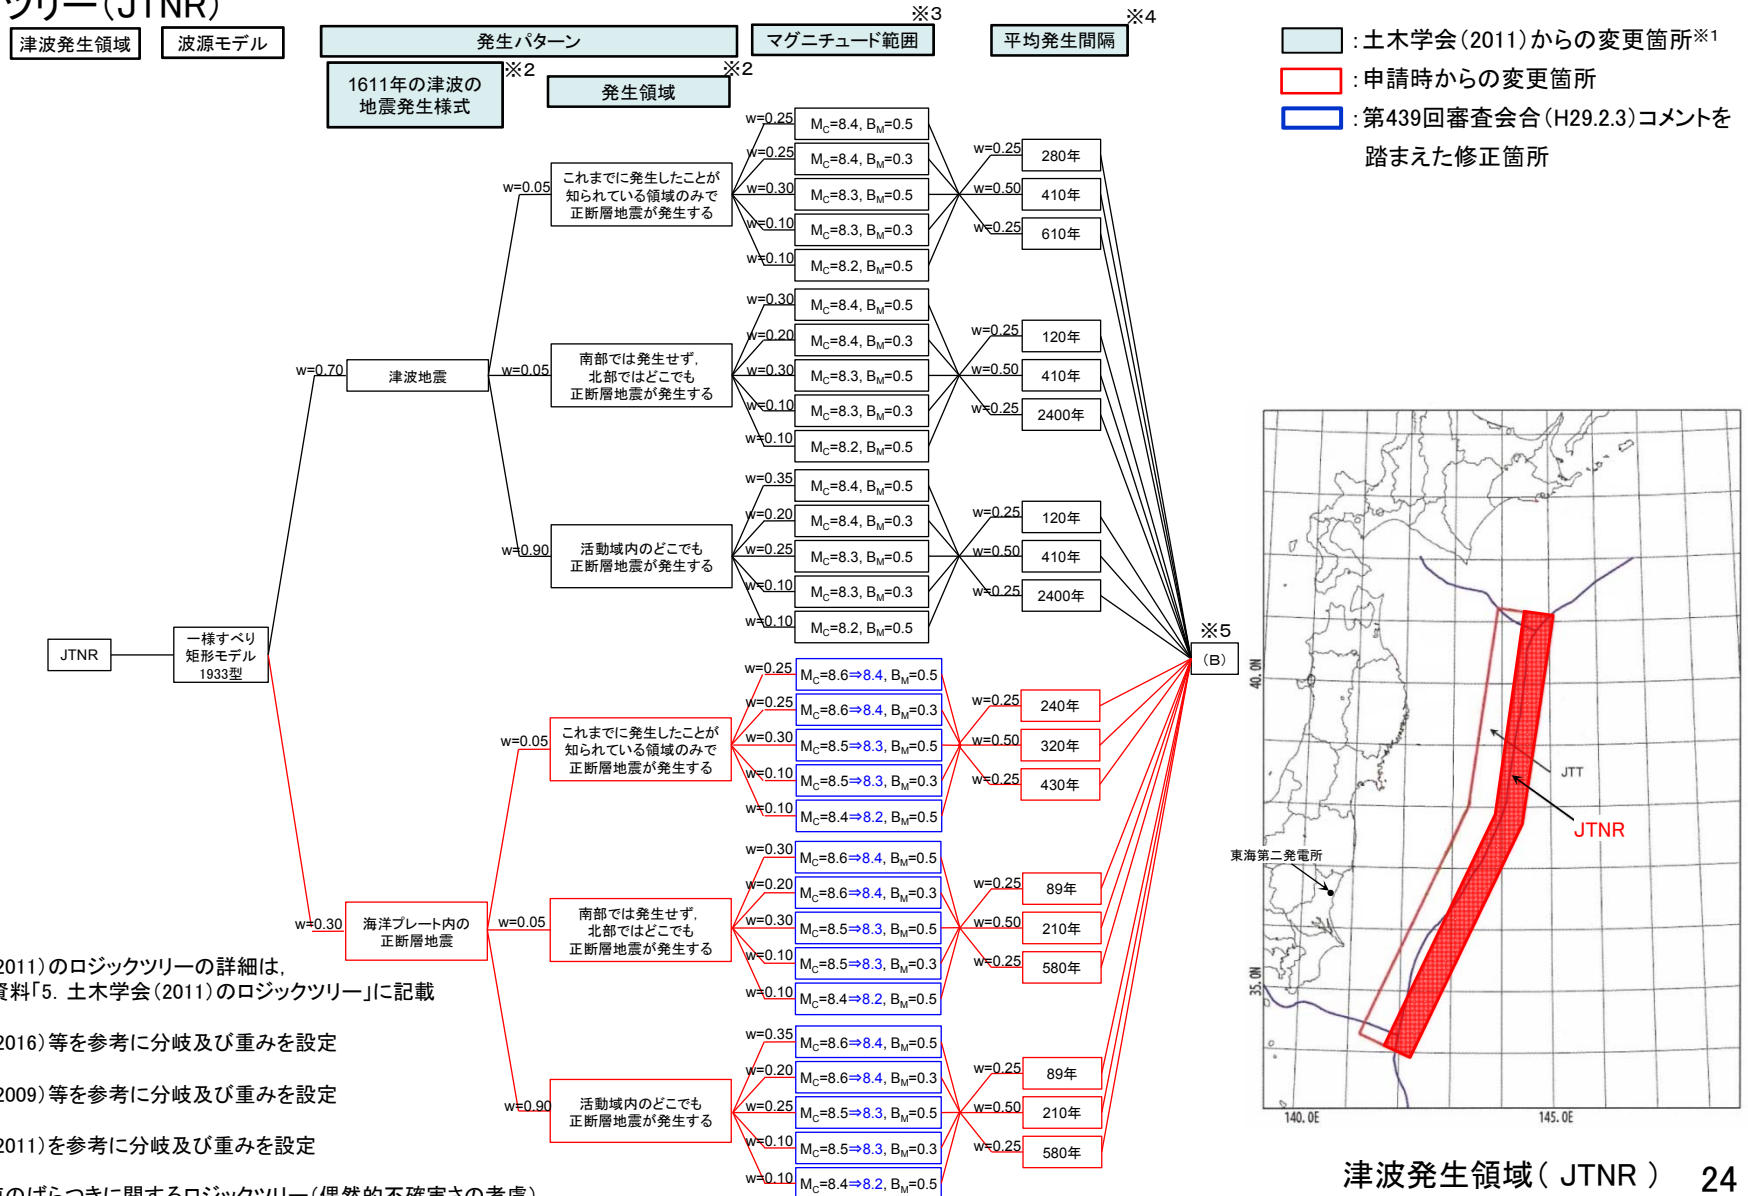 ツリー(JTNR)
津波発生領域
波源モデル
発生パターン
1611年の津波の
地震発生様式
※2
発生領域
※2
マグニチュード範囲
※3
平均発生間隔
※4
：土木学会(2011)からの変更箇所※1
：申請時からの変更箇所
：第439回審査会合(H29.2.3)コメントを
踏まえた修正箇所
JTNR
一様すべり
矩形モデル
1933型
w=0.70
津波地震
w=0.05
これまでに発生したことが
知られている領域のみで
正断層地震が発生する
w=0.25 MC=8.4, BM=0.5
w=0.25 MC=8.4, BM=0.3
w=0.30 MC=8.3, BM=0.5
w=0.10 MC=8.3, BM=0.3
w=0.10 MC=8.2, BM=0.5
w=0.25 280年
w=0.50 410年
w=0.25 610年
w=0.05
南部では発生せず，
北部ではどこでも
正断層地震が発生する
w=0.30 MC=8.4, BM=0.5
w=0.20 MC=8.4, BM=0.3
w=0.30 MC=8.3, BM=0.5
w=0.10 MC=8.3, BM=0.3
w=0.10 MC=8.2, BM=0.5
w=0.25 120年
w=0.50 410年
w=0.25 2400年
w=0.90
活動域内のどこでも
正断層地震が発生する
w=0.35 MC=8.4, BM=0.5
w=0.20 MC=8.4, BM=0.3
w=0.25 MC=8.3, BM=0.5
w=0.10 MC=8.3, BM=0.3
w=0.10 MC=8.2, BM=0.5
w=0.25 120年
w=0.50 410年
w=0.25 2400年
※5
(B)
w=0.30
海洋プレート内の
正断層地震
w=0.05
これまでに発生したことが
知られている領域のみで
正断層地震が発生する
w=0.25 MC=8.6⇒8.4, BM=0.5
w=0.25 MC=8.6⇒8.4, BM=0.3
w=0.30 MC=8.5⇒8.3, BM=0.5
w=0.10 MC=8.5⇒8.3, BM=0.3
w=0.10 MC=8.4⇒8.2, BM=0.5
w=0.25 240年
w=0.50 320年
w=0.25 430年
w=0.05
南部では発生せず，
北部ではどこでも
正断層地震が発生する
w=0.30 MC=8.6⇒8.4, BM=0.5
w=0.20 MC=8.6⇒8.4, BM=0.3
w=0.30 MC=8.5⇒8.3, BM=0.5
w=0.10 MC=8.5⇒8.3, BM=0.3
w=0.10 MC=8.4⇒8.2, BM=0.5
w=0.25 89年
w=0.50 210年
w=0.25 580年
w=0.90
活動域内のどこでも
正断層地震が発生する
w=0.35 MC=8.6⇒8.4, BM=0.5
w=0.20 MC=8.6⇒8.4, BM=0.3
w=0.25 MC=8.5⇒8.3, BM=0.5
w=0.10 MC=8.5⇒8.3, BM=0.3
w=0.10 MC=8.4⇒8.2, BM=0.5
w=0.25 89年
w=0.50 210年
w=0.25 580年
2011)のロジックツリーの詳細は，
資料「5．土木学会(2011)のロジックツリー」に記載
2016)等を参考に分岐及び重みを設定
2009)等を参考に分岐及び重みを設定
2011)を参考に分岐及び重みを設定
のばらつきに関するロジックツリー(偶然的不確実さの考慮)
40.0N
35.0N
140.0E
145.0E
JTT
JTNR
東海第二発電所
津波発生領域( JTNR )
24